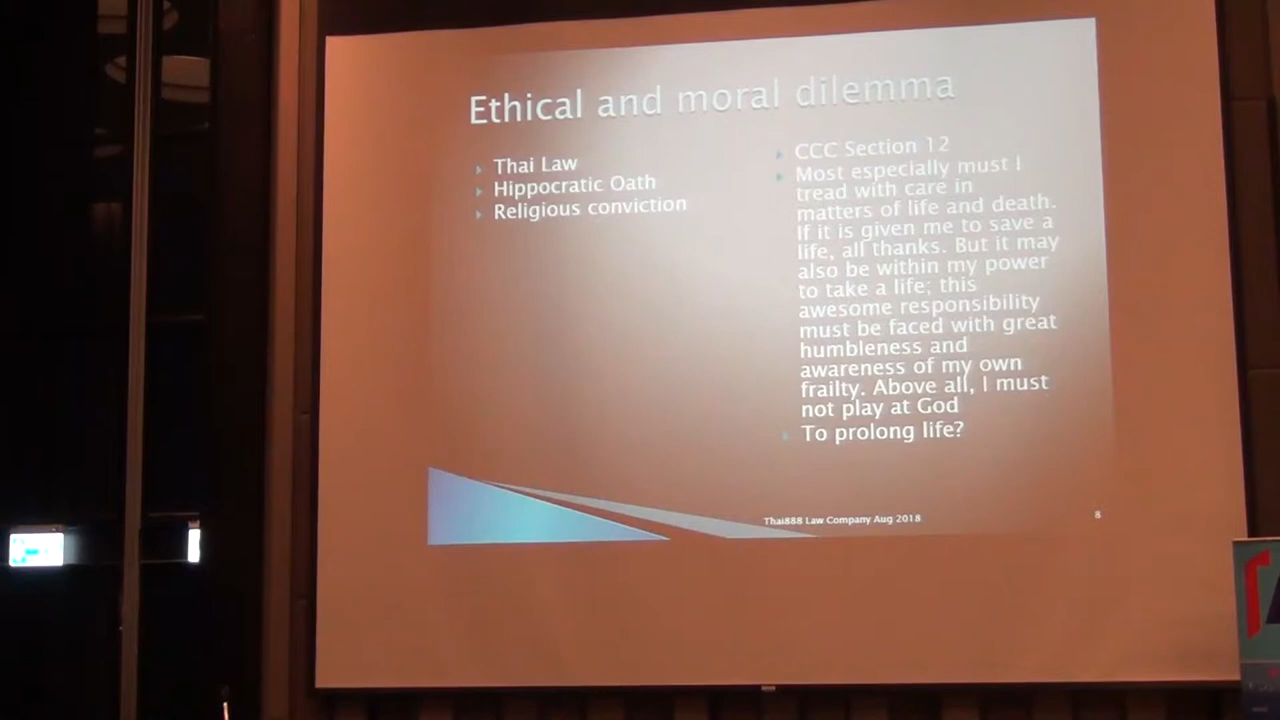 Ethical and moral dilemma
Thai Law
Hippocratic Oath
Religious conviction
CCC Section 12
Most especially must I
tread with care in
matters of life and death.
If it is given me to save a
life, all thanks. But it may
also be within my power
to take a life; this
awesome responsibility
must be faced with great
humbleness and
awareness of my own
frailty. Above all, I must
not play at God
To prolong life?
Thai888 Law Company Aug 2018
8